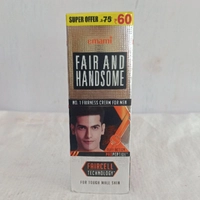 SUPER OFFER ₹79 ₹60
emami
FAIR AND
HANDSOME
NO. 1 FAIRNESS CREAM FOR MEN
FAIRCELL
TECHNOLOGY
FOR TOUGH MALE SKIN